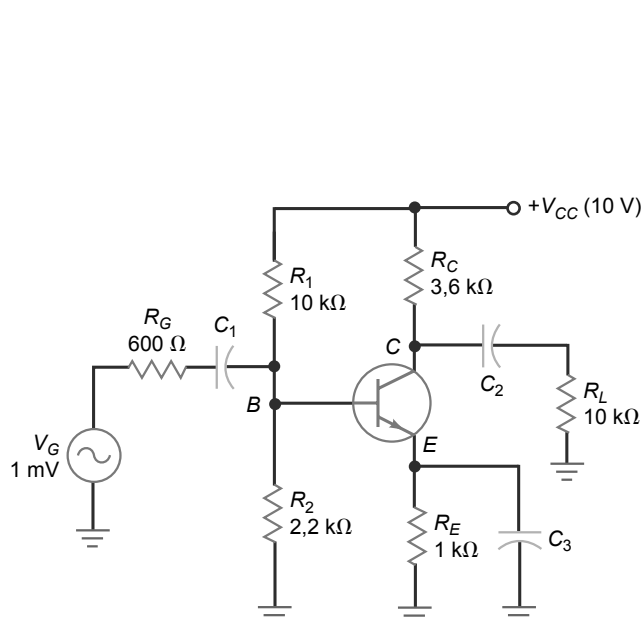 +VCC (10 V)
R1
10 kΩ
RC
3,6 kΩ
RG
600 Ω
C1
C
C2
RL
10 kΩ
B
E
VG
1 mV
R2
2,2 kΩ
RE
1 kΩ
C3